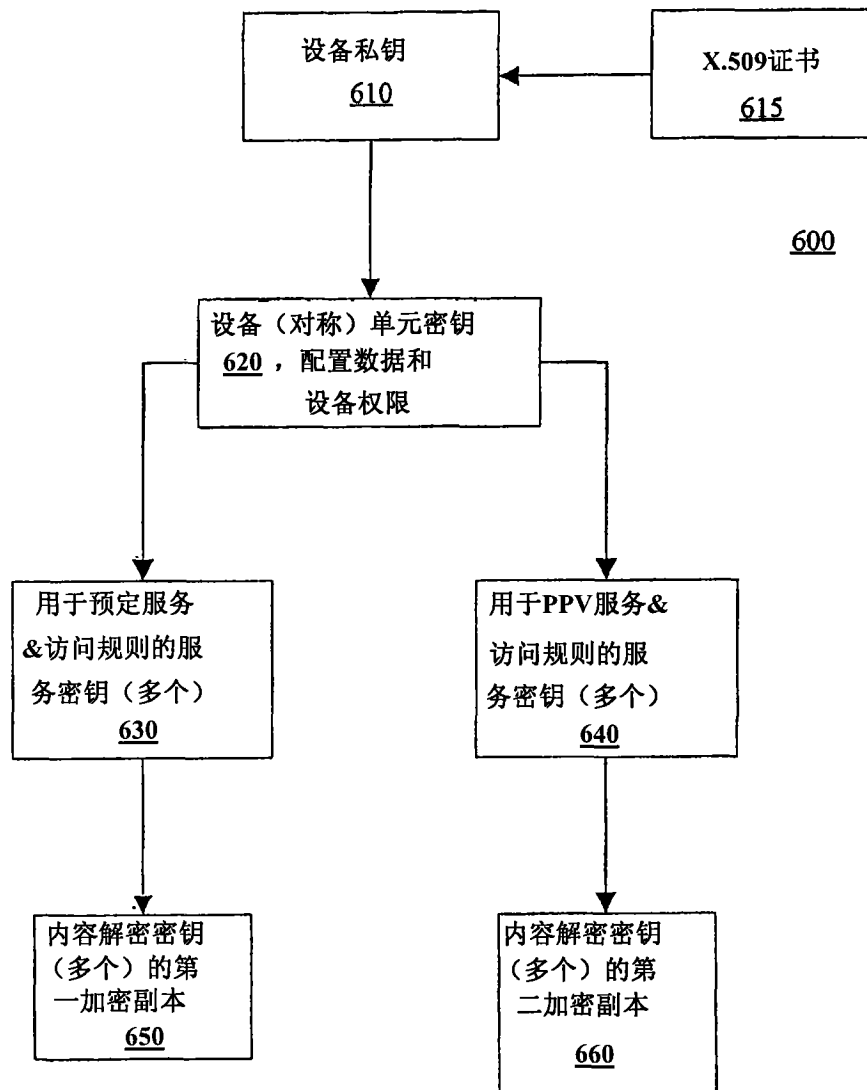 设备私钥
610
X.509证书
615
600
设备（对称）单元密钥
620，配置数据和
设备权限
用于预定服务
&访问规则的服
务密钥（多个）
630
用于PPV服务&
访问规则的服
务密钥（多个）
640
内容解密密钥
（多个）的第
一加密副本
650
内容解密密钥
（多个）的第
二加密副本
660